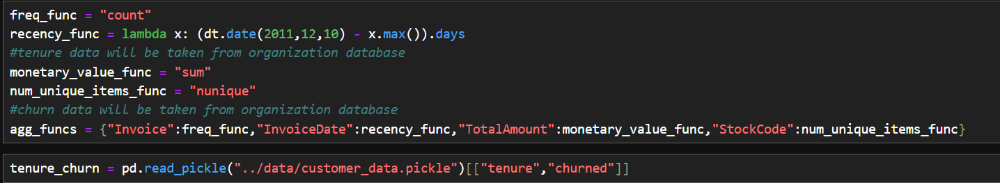 freq_func = "count"
recency_func = lambda x: (dt.date(2011,12,10) - x.max()).days
#tenure data will be taken from organization database
monetary_value_func = "sum"
num_unique_items_func = "nunique"
#churn data will be taken from organization database
agg_funcs = {"Invoice":freq_func,"InvoiceDate":recency_func,"TotalAmount":monetary_value_func,"StockCode":num_unique_items_func}
tenure_churn = pd.read_pickle("../data/customer_data.pickle")[["tenure","churned"]]